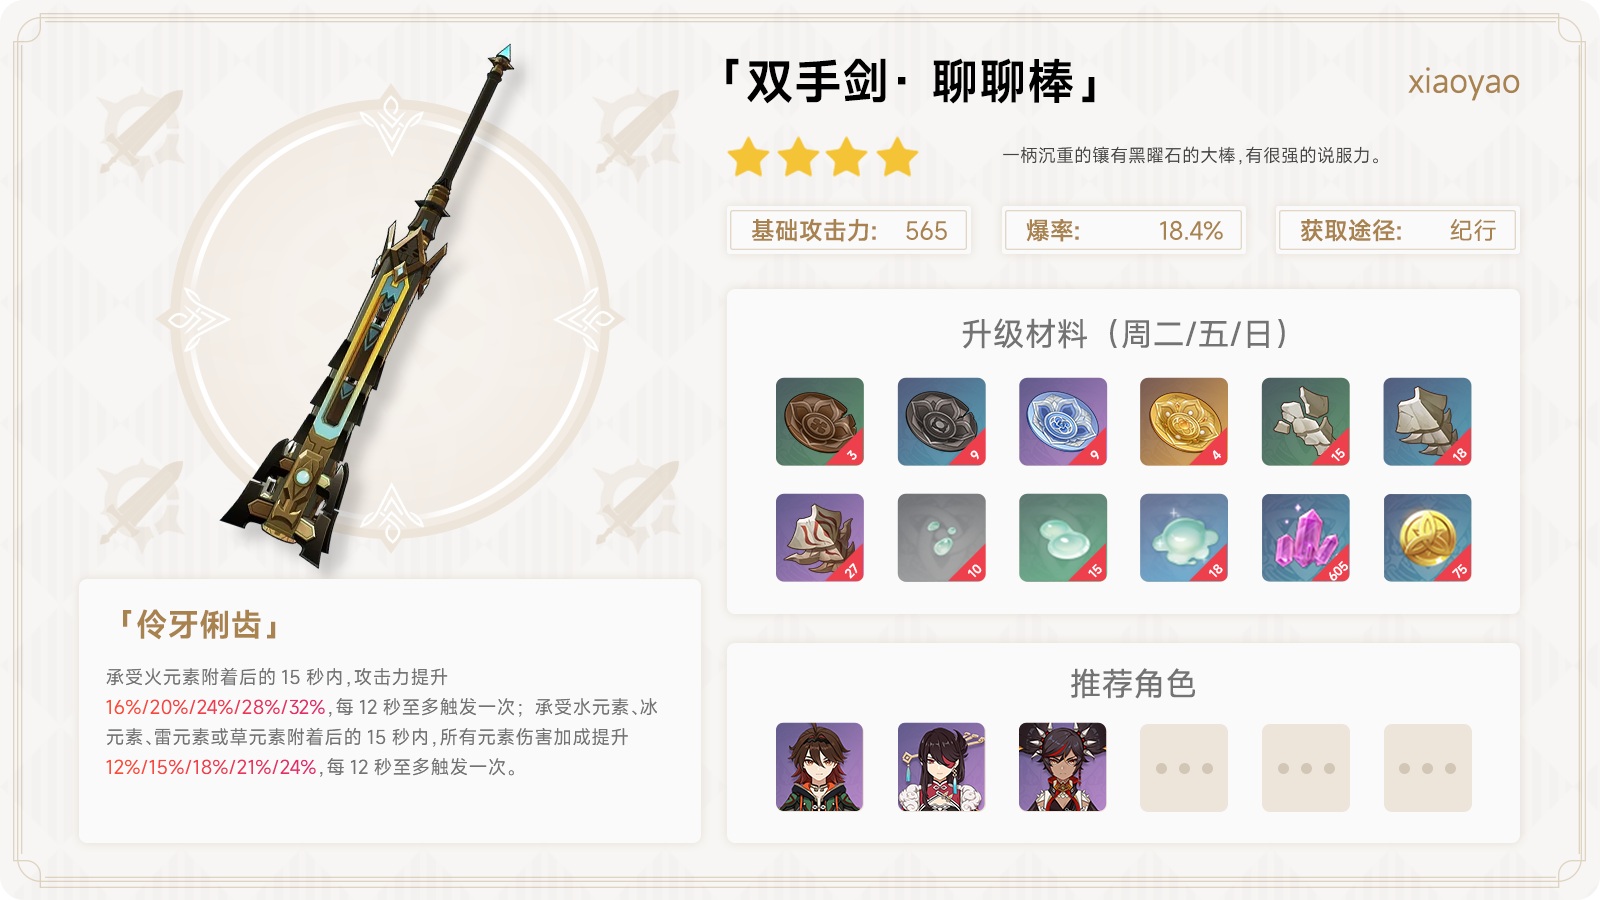 「双手剑· 聊聊棒」
xiaoyao
一柄沉重的镶有黑曜石的大棒,有很强的说服力。
基础攻击力: 565
爆率: 18.4%
获取途径: 纪行
升级材料（周二/五/日）
3 9 9 4 15 18
27 10 15 18 605 75
「伶牙俐齿」
承受火元素附着后的 15 秒内,攻击力提升
16%/20%/24%/28%/32%,每 12 秒至多触发一次；承受水元素、冰
元素、雷元素或草元素附着后的 15 秒内,所有元素伤害加成提升
12%/15%/18%/21%/24%,每 12 秒至多触发一次。
推荐角色